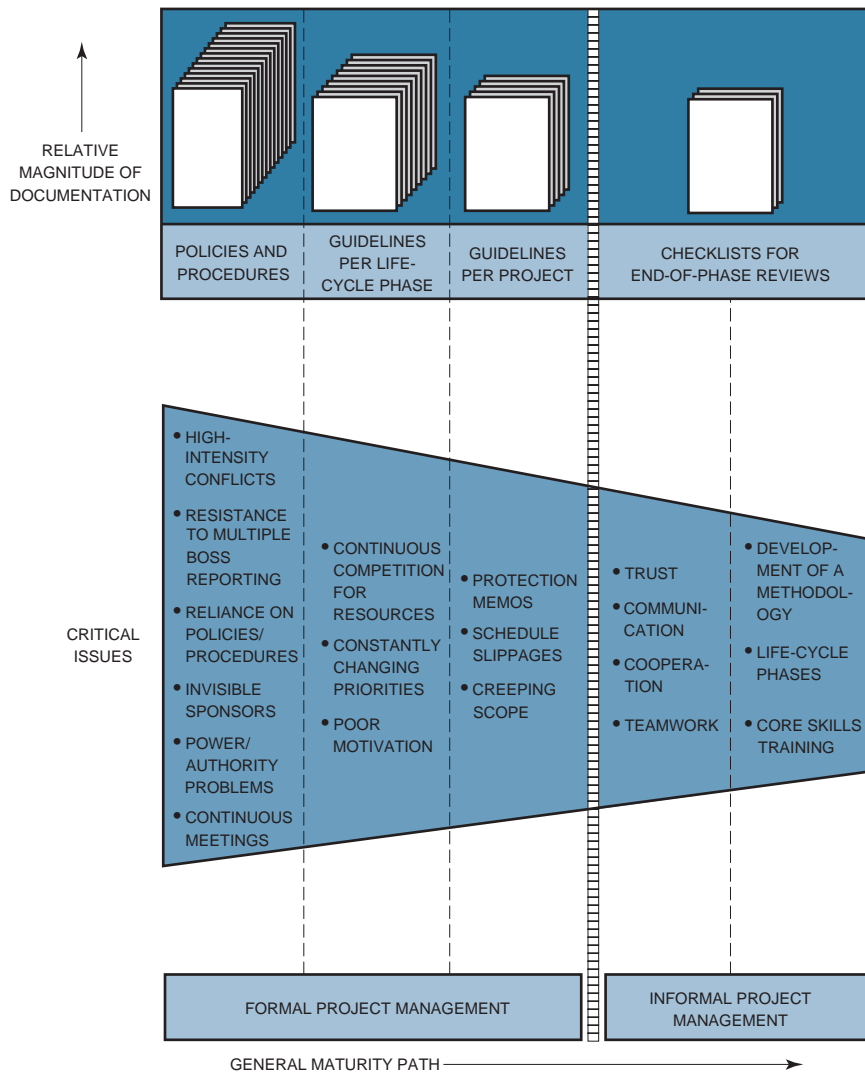 RELATIVE
MAGNITUDE OF
DOCUMENTATION
POLICIES AND
PROCEDURES
GUIDELINES
PER LIFE-
CYCLE PHASE
GUIDELINES
PER PROJECT
CHECKLISTS FOR
END-OF-PHASE REVIEWS
CRITICAL
ISSUES
• HIGH-
INTENSITY
CONFLICTS
• RESISTANCE
TO MULTIPLE
BOSS
REPORTING
• RELIANCE ON
POLICIES/
PROCEDURES
• INVISIBLE
SPONSORS
• POWER/
AUTHORITY
PROBLEMS
• CONTINUOUS
MEETINGS
• CONTINUOUS
COMPETITION
FOR
RESOURCES
• CONSTANTLY
CHANGING
PRIORITIES
• POOR
MOTIVATION
• PROTECTION
MEMOS
• SCHEDULE
SLIPPAGES
• CREEPING
SCOPE
• TRUST
• COMMUNI-
CATION
• COOPERA-
TION
• TEAMWORK
• DEVELOP-
MENT OF A
METHODOL-
OGY
• LIFE-CYCLE
PHASES
• CORE SKILLS
TRAINING
FORMAL PROJECT MANAGEMENT
INFORMAL PROJECT
MANAGEMENT
GENERAL MATURITY PATH